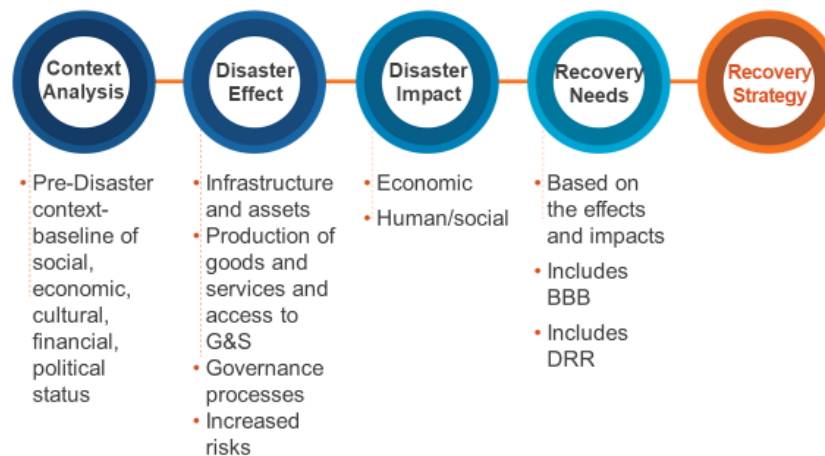 Context
Analysis
Disaster
Effect
Disaster
Impact
Recovery
Needs
Recovery
Strategy
• Pre-Disaster
context-
baseline of
social,
economic,
cultural,
financial,
political
status
• Infrastructure
and assets
• Production of
goods and
services and
access to
G&S
• Governance
processes
• Increased
risks
• Economic
• Human/social
• Based on
the effects
and impacts
• Includes
BBB
• Includes
DRR